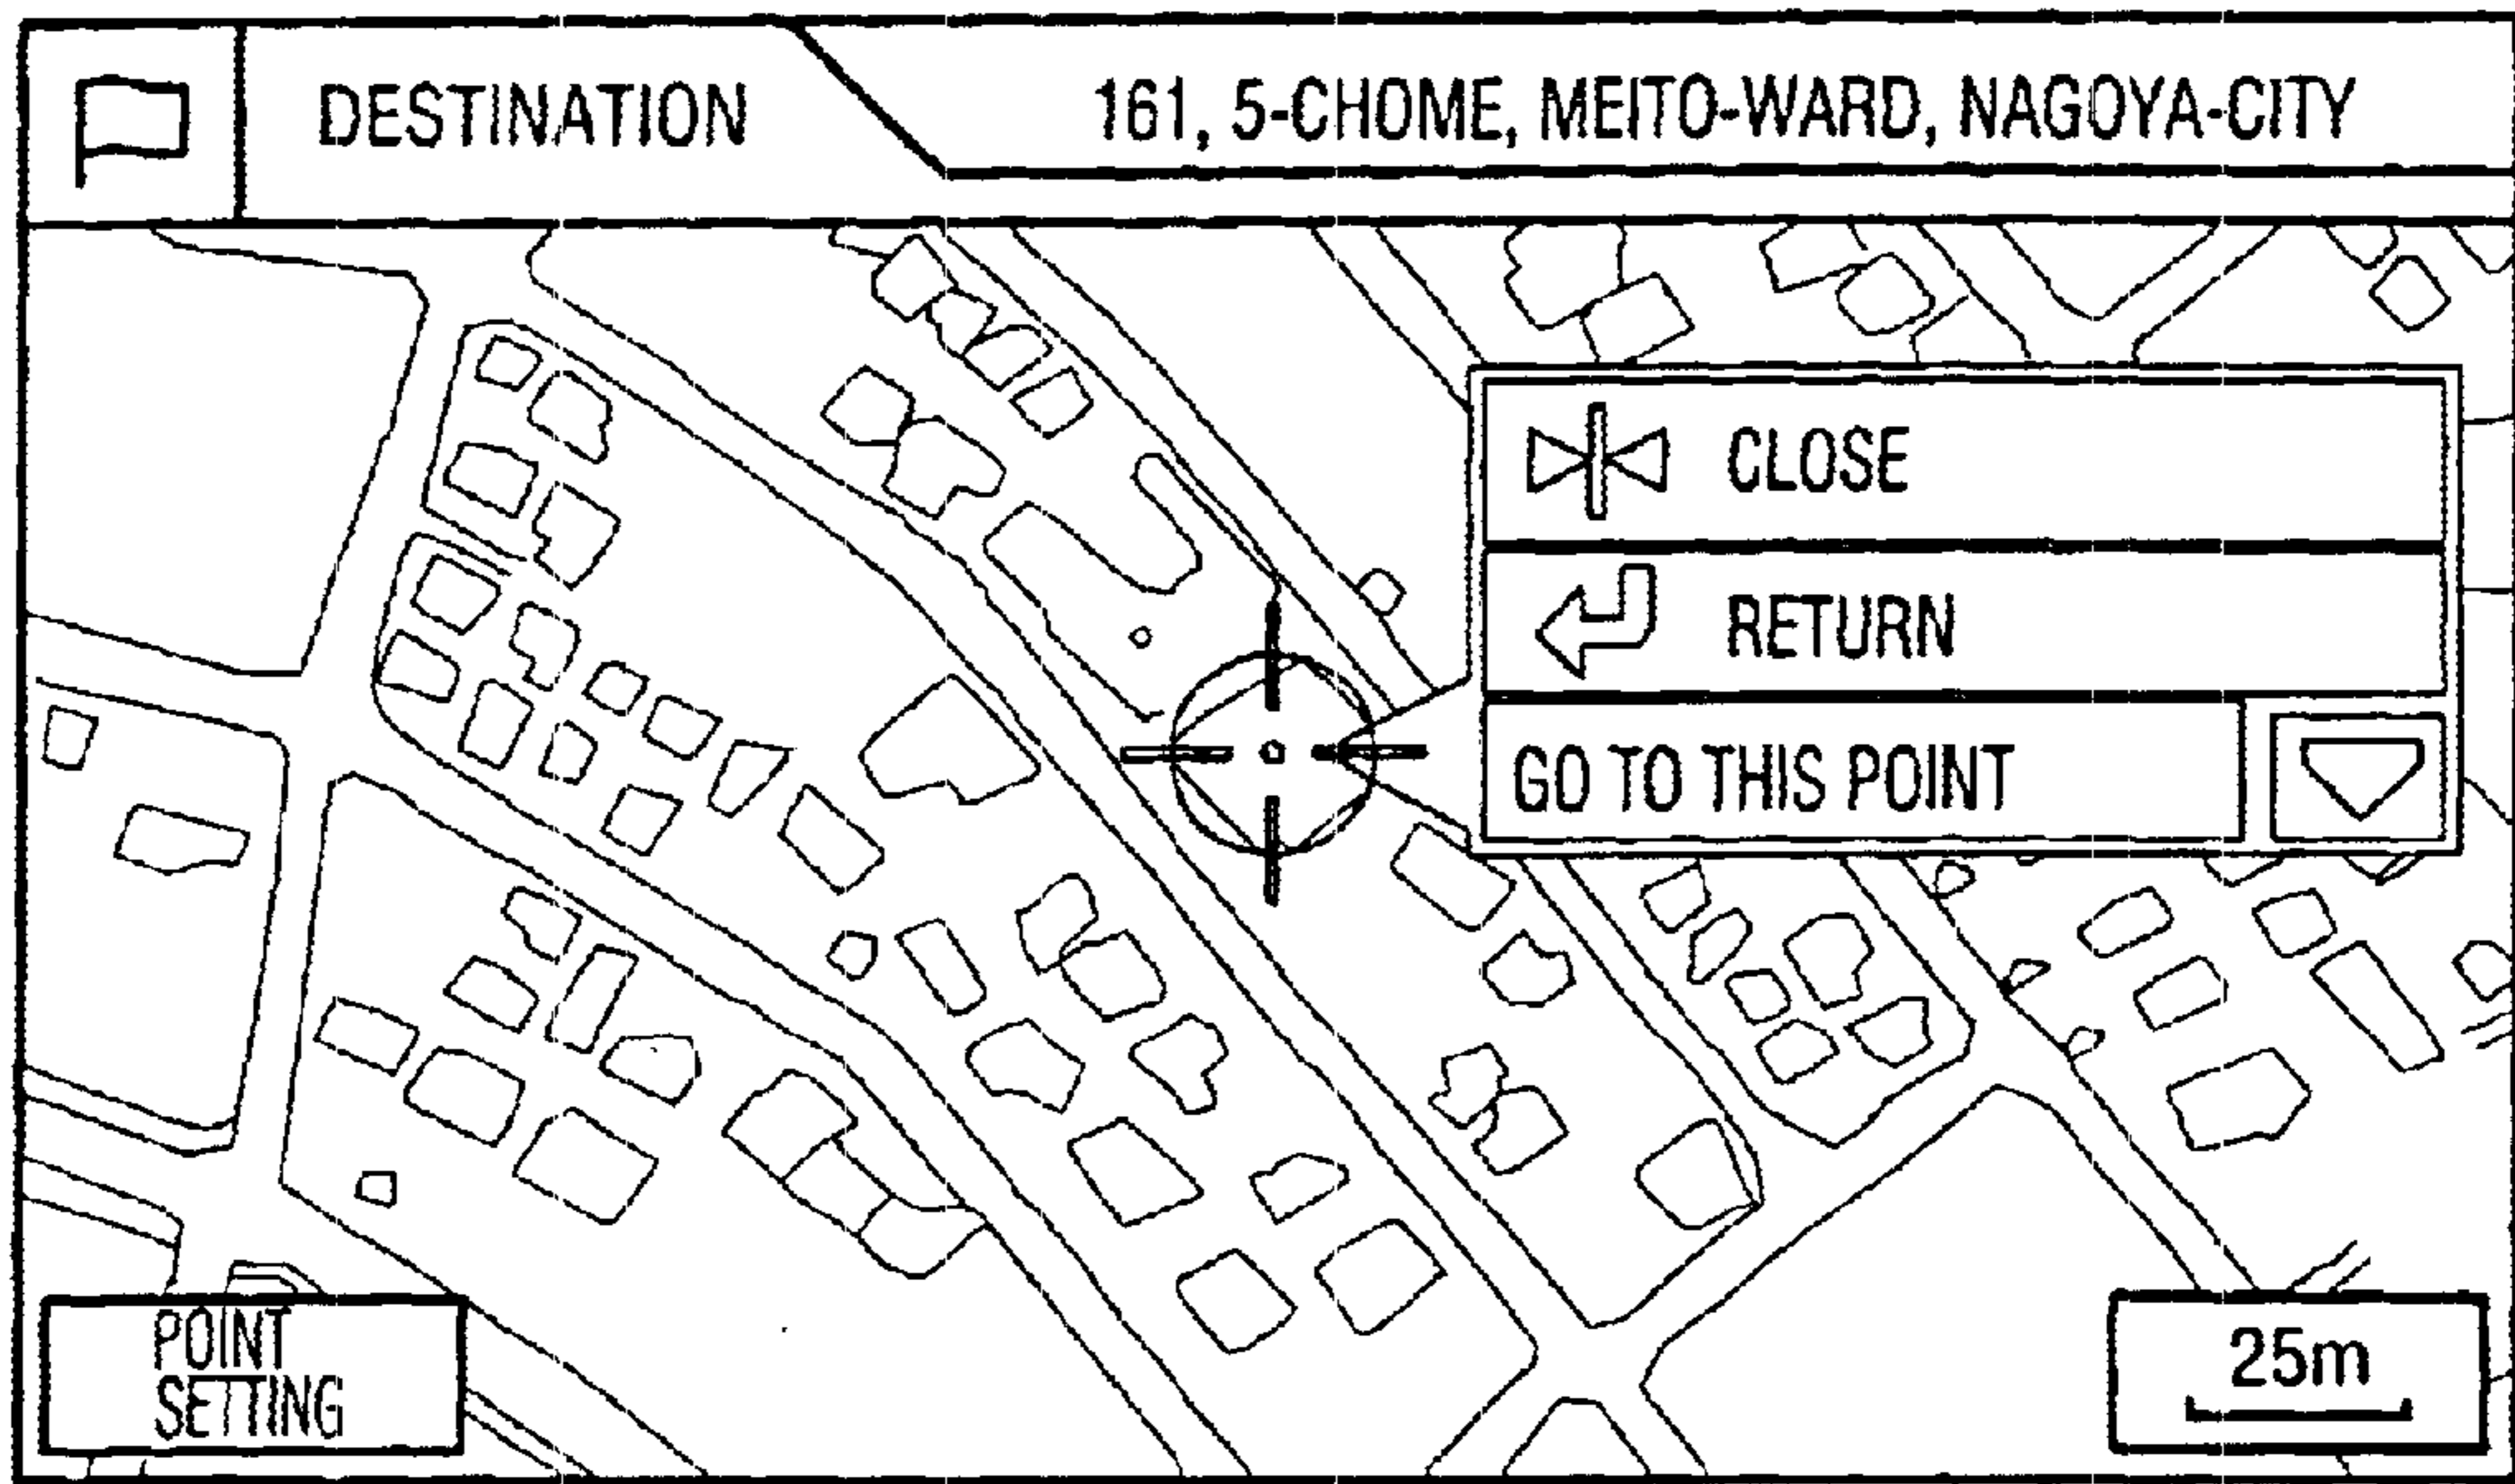 DESTINATION
161, 5-CHOME, MEITO-WARD, NAGOYA-CITY
CLOSE
RETURN
GO TO THIS POINT
POINT
SETTING
25m